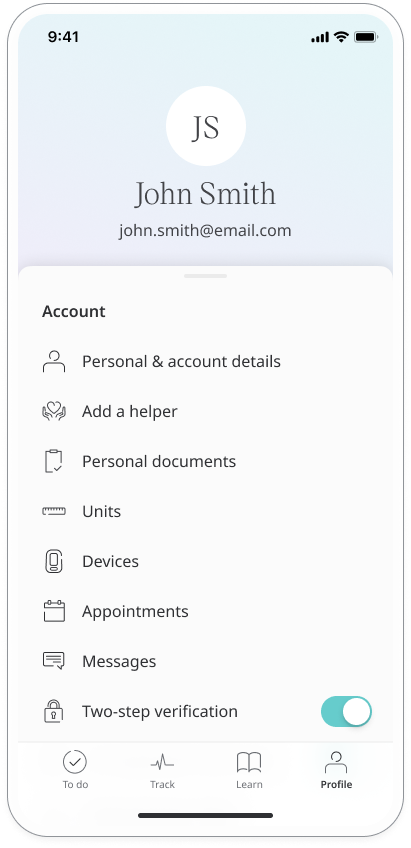 9:41
JS
John Smith
john.smith@email.com
Account
Personal & account details
Add a helper
Personal documents
Units
Devices
Appointments
Messages
Two-step verification
To do
Track
Learn
Profile